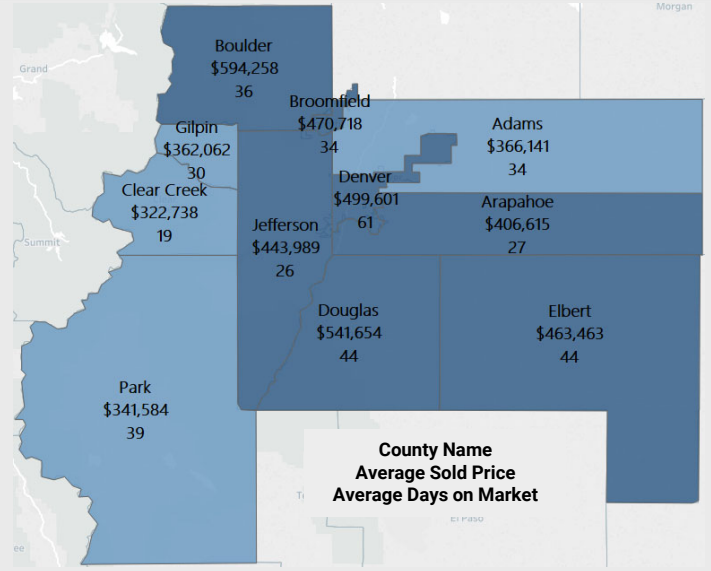 Morgan
Grand
Boulder
$594,258
36
Broomfield
$470,718
34
Adams
$366,141
34
Gilpin
$362,062
30
Clear Creek
$322,738
19
Denver
$499,601
61
Arapahoe
$406,615
27
Jefferson
$443,989
26
Summit
Douglas
$541,654
44
Elbert
$463,463
44
Park
$341,584
39
County Name
Average Sold Price
Average Days on Market
El Paso